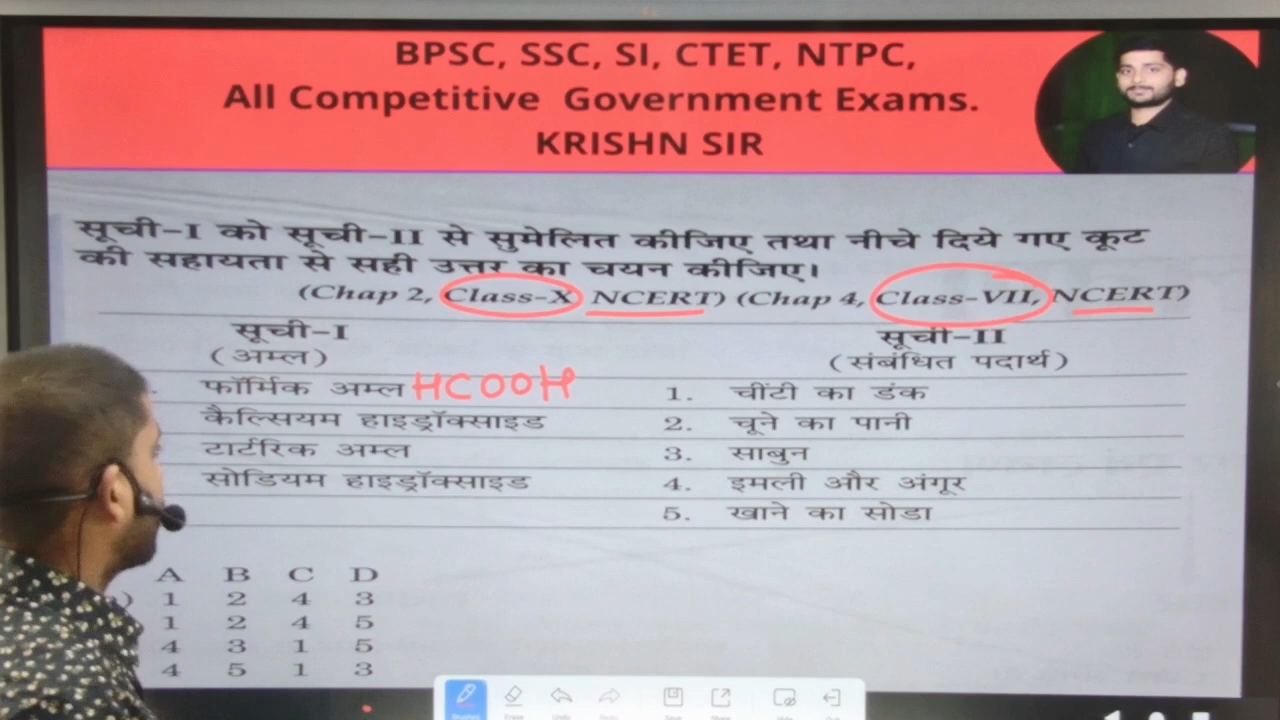 BPSC, SSC, SI, CTET, NTPC,
All Competitive Government Exams.
KRISHN SIR
सूची-I को सूची-II से सुमेलित कीजिए तथा नीचे दिये गए कूट
की सहायता से सही उत्तर का चयन कीजिए।
(Chap 2, Class-X NCERT) (Chap 4, Class-VII, NCERT)
सूची-I सूची-II
(अम्ल) (संबंधित पदार्थ)
फॉर्मिक अम्ल HCOOH 1. चींटी का डंक
कैल्सियम हाइड्रॉक्साइड 2. चूने का पानी
टार्टरिक अम्ल 3. साबुन
सोडियम हाइड्रॉक्साइड 4. इमली और अंगूर
5. खाने का सोडा
A B C D
1 2 4 3
1 2 4 5
4 3 1 5
4 5 1 3